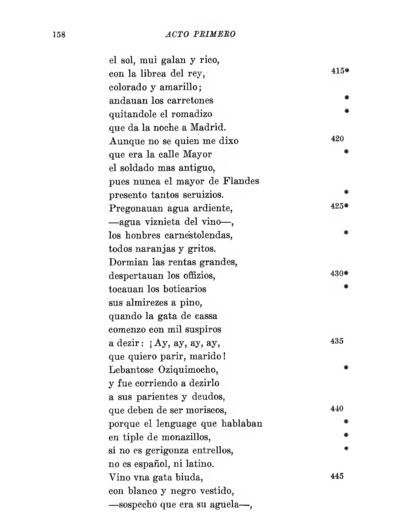 158 ACTO PRIMERO
el sol, mui galan y rico,
con la librea del rey, 415*
colorado y amarillo;
andauan los carretones *
quitandole el romadizo *
que da la noche a Madrid.
Aunque no se quien me dixo 420
que era la calle Mayor *
el soldado mas antiguo,
pues nunca el mayor de Flandes
presento tantos seruizios. *
Pregonauan agua ardiente, 425*
—agua viznieta del vino—,
los honbres carnestolendas, *
todos naranjas y gritos.
Dormian las rentas grandes,
despertauan los offizios, 430*
tocauan los boticarios *
sus almirezes a pino,
quando la gata de cassa
comenzo con mil suspiros
a dezir: ¡Ay, ay, ay, ay, 435
que quiero parir, marido!
Lebantose Oziquimocho, *
y fue corriendo a dezirlo
a sus parientes y deudos,
que deben de ser moriscos, 440
porque el lenguage que hablaban *
en tiple de monazillos, *
si no es gerigonza entrellos, *
no es español, ni latino.
Vino vna gata biuda, 445
con blanco y negro vestido,
—sospecho que era su aguela—,